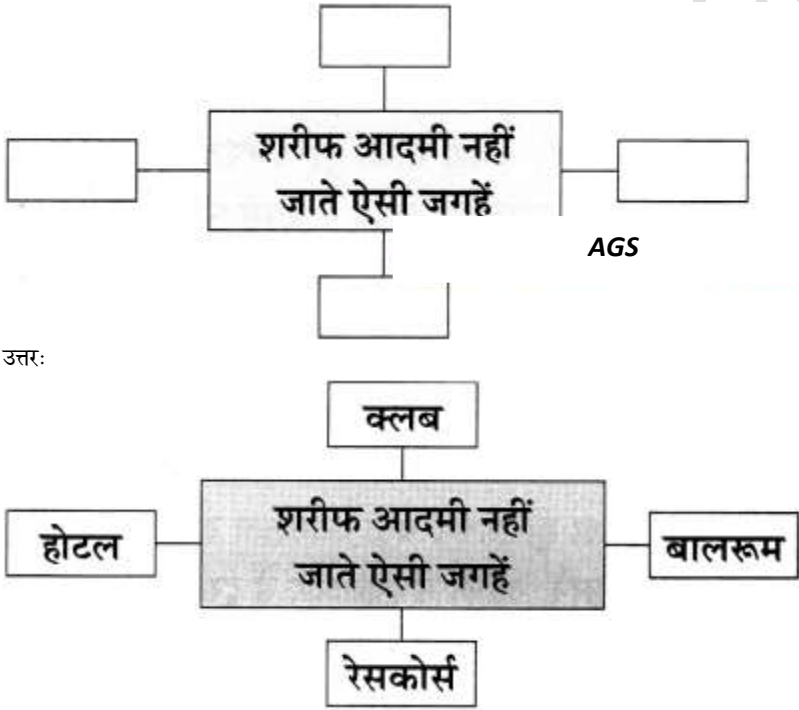 शरीफ आदमी नहीं
जाते ऐसी जगहें
AGS
उत्तरः
क्लब
होटल
शरीफ आदमी नहीं
जाते ऐसी जगहें
बालरूम
रेसकोर्स